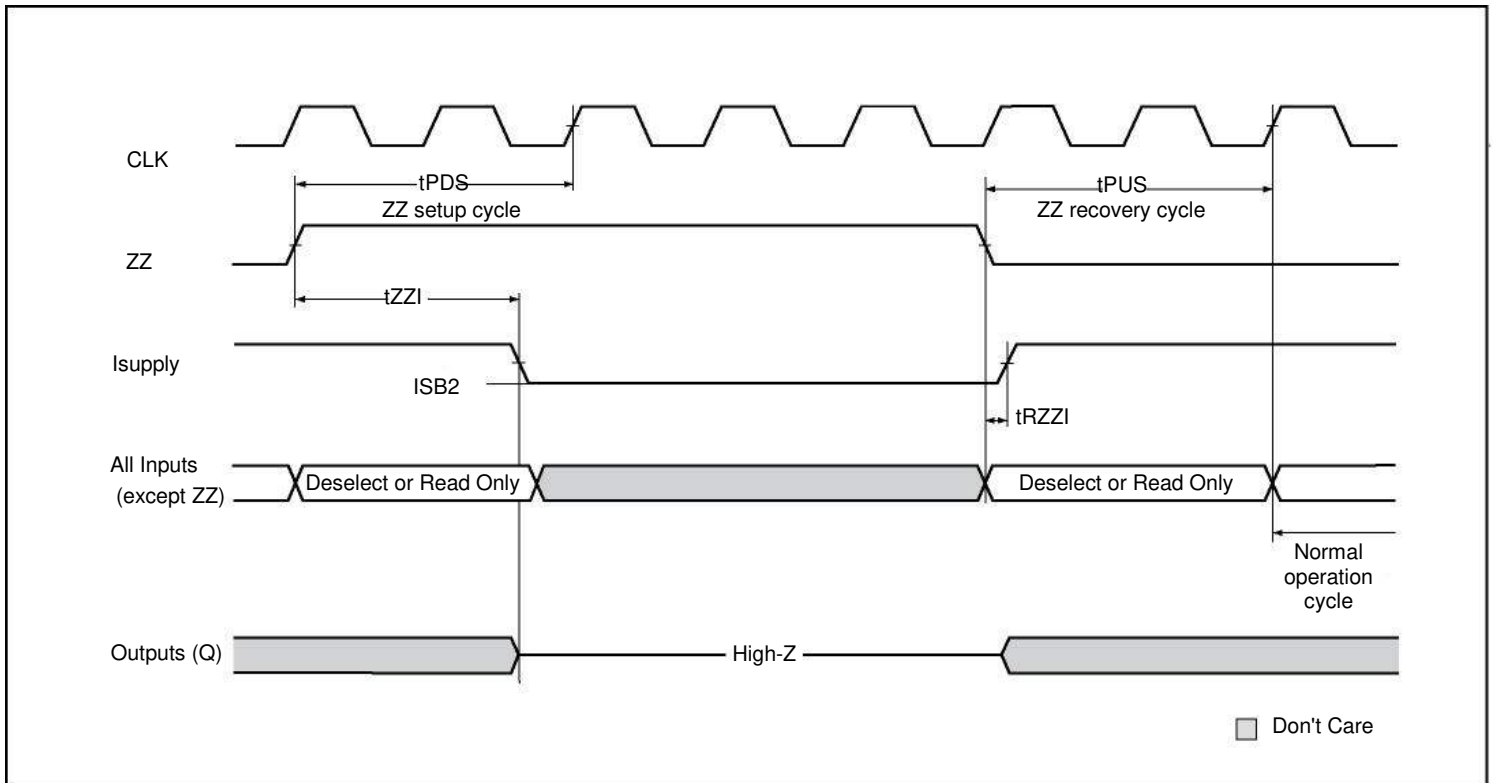 CLK
tPDS
tPUS
ZZ setup cycle
ZZ recovery cycle
ZZ
tZZI
Isupply
ISB2
tRZZI
All Inputs
(except ZZ)
Deselect or Read Only
Deselect or Read Only
Normal
operation
cycle
Outputs (Q)
High-Z
Don't Care